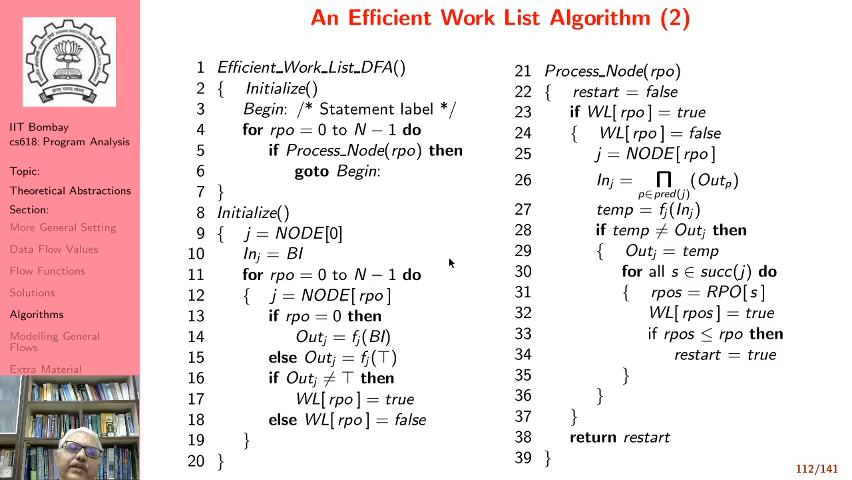 An Efficient Work List Algorithm (2)
IIT Bombay
cs618: Program Analysis
Topic:
Theoretical Abstractions
Section:
More General Setting
Data Flow Values
Flow Functions
Solutions
Algorithms
Modelling General
Flows
Extra Material
1 Efficient_Work_List_DFA()
2 { Initialize()
3 Begin: /* Statement label */
4 for rpo = 0 to N − 1 do
5 if Process_Node(rpo) then
6 goto Begin:
7 }
8 Initialize()
9 { j = NODE[0]
10 In_j = BI
11 for rpo = 0 to N − 1 do
12 { j = NODE[rpo]
13 if rpo = 0 then
14 Out_j = f_j(BI)
15 else Out_j = f_j(⊤)
16 if Out_j ≠ ⊤ then
17 WL[rpo] = true
18 else WL[rpo] = false
19 }
20 }
21 Process_Node(rpo)
22 { restart = false
23 if WL[rpo] = true
24 { WL[rpo] = false
25 j = NODE[rpo]
26 In_j = ⊓ p∈pred(j) (Out_p)
27 temp = f_j(In_j)
28 if temp ≠ Out_j then
29 { Out_j = temp
30 for all s ∈ succ(j) do
31 { rpos = RPO[s]
32 WL[rpos] = true
33 if rpos ≤ rpo then
34 restart = true
35 }
36 }
37 }
38 return restart
39 }
112/141